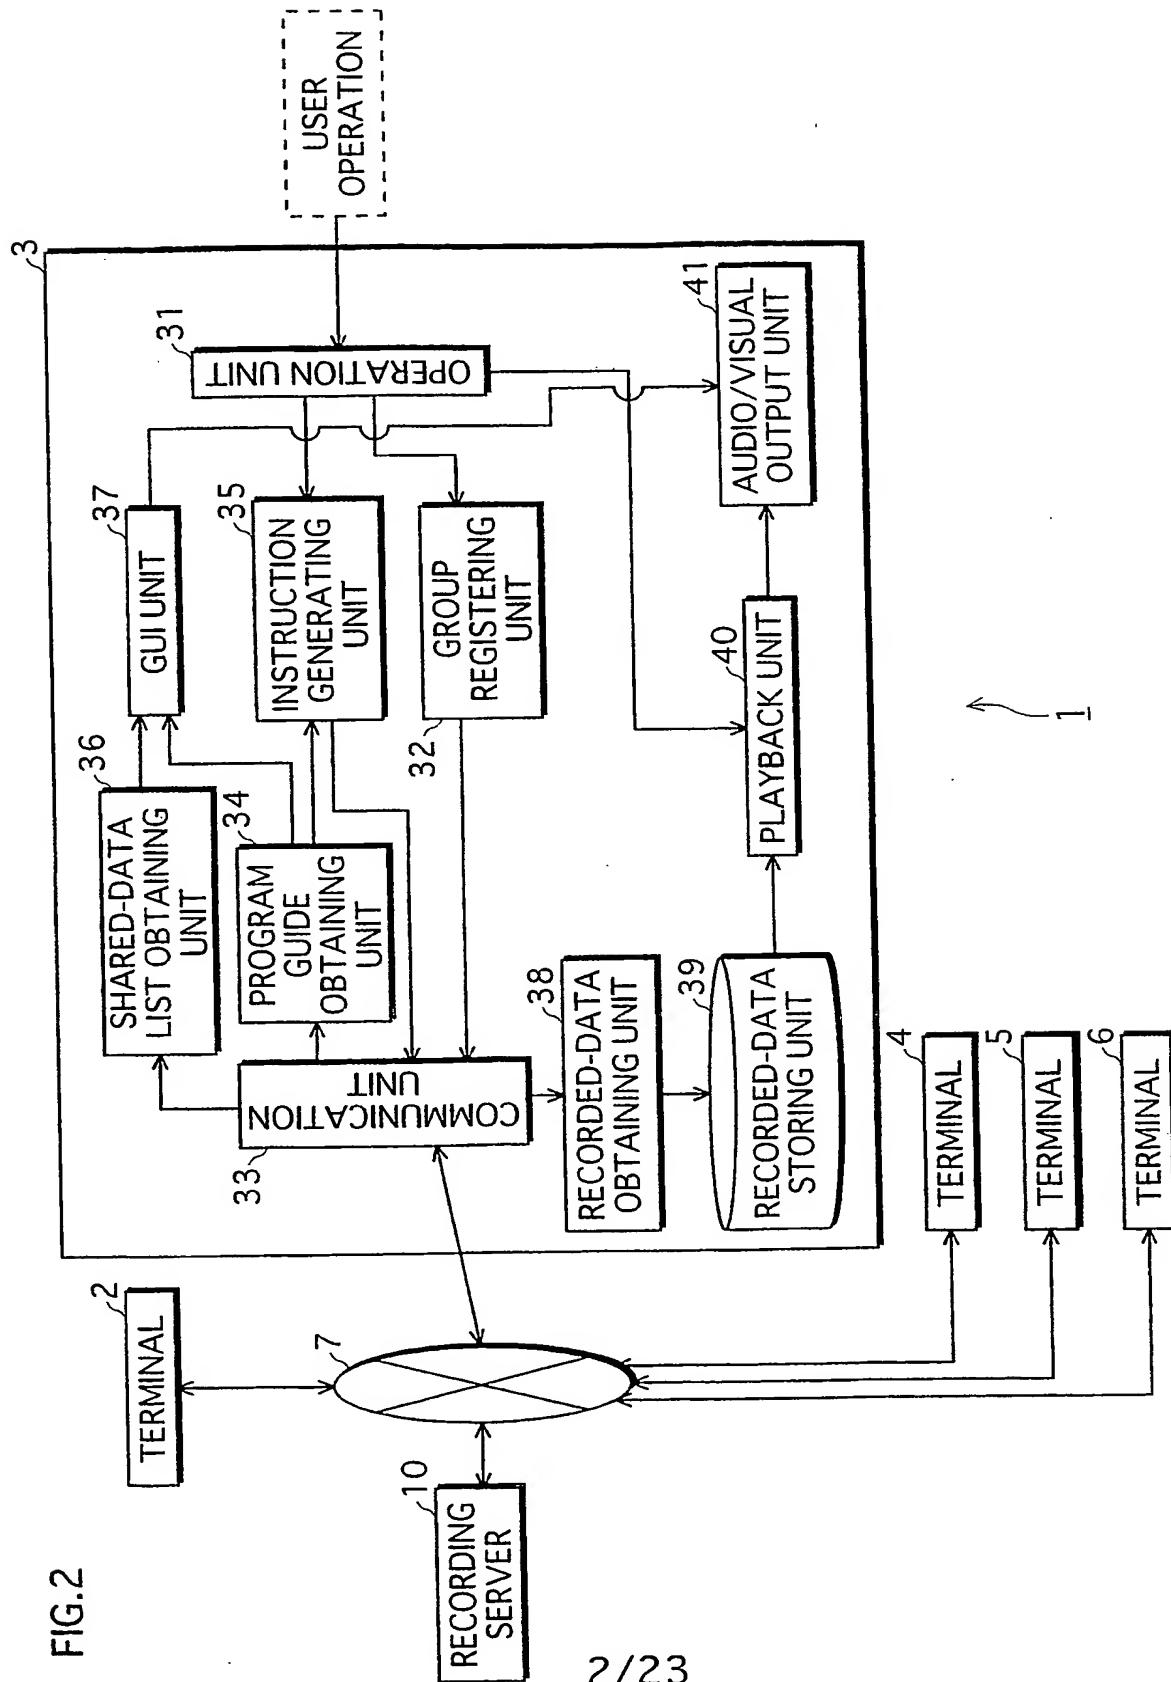 FIG.2
RECORDING
SERVER
10
TERMINAL
2
7
3
COMMUNICATION
UNIT
33
SHARED-DATA
LIST OBTAINING
UNIT
36
PROGRAM
GUIDE
OBTAINING
UNIT
34
GUI UNIT
37
INSTRUCTION
GENERATING
UNIT
35
GROUP
REGISTERING
UNIT
32
OPERATION UNIT
31
USER
OPERATION
RECORDED-DATA
OBTAINING UNIT
38
RECORDED-DATA
STORING UNIT
39
PLAYBACK UNIT
40
AUDIO/VISUAL
OUTPUT UNIT
41
TERMINAL
4
TERMINAL
5
TERMINAL
6
1
2/23